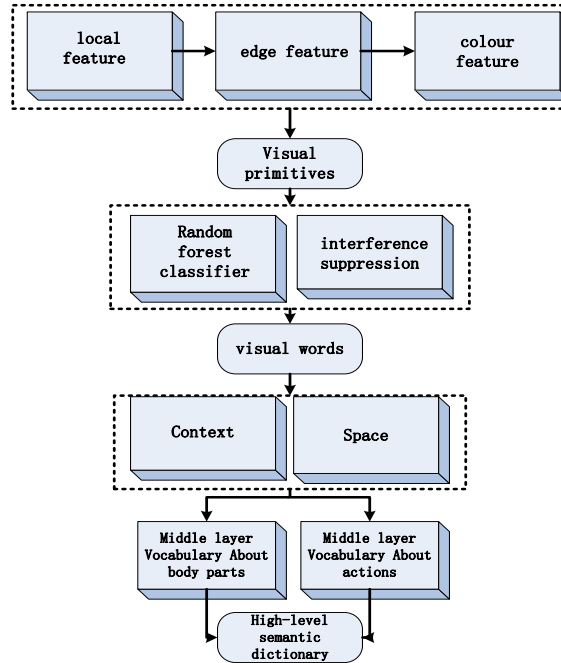 local
feature
edge feature
colour
feature
Visual
primitives
Random
forest
classifier
interference
suppression
visual words
Context
Space
Middle layer
Vocabulary About
body parts
Middle layer
Vocabulary About
actions
High-level
semantic
dictionary